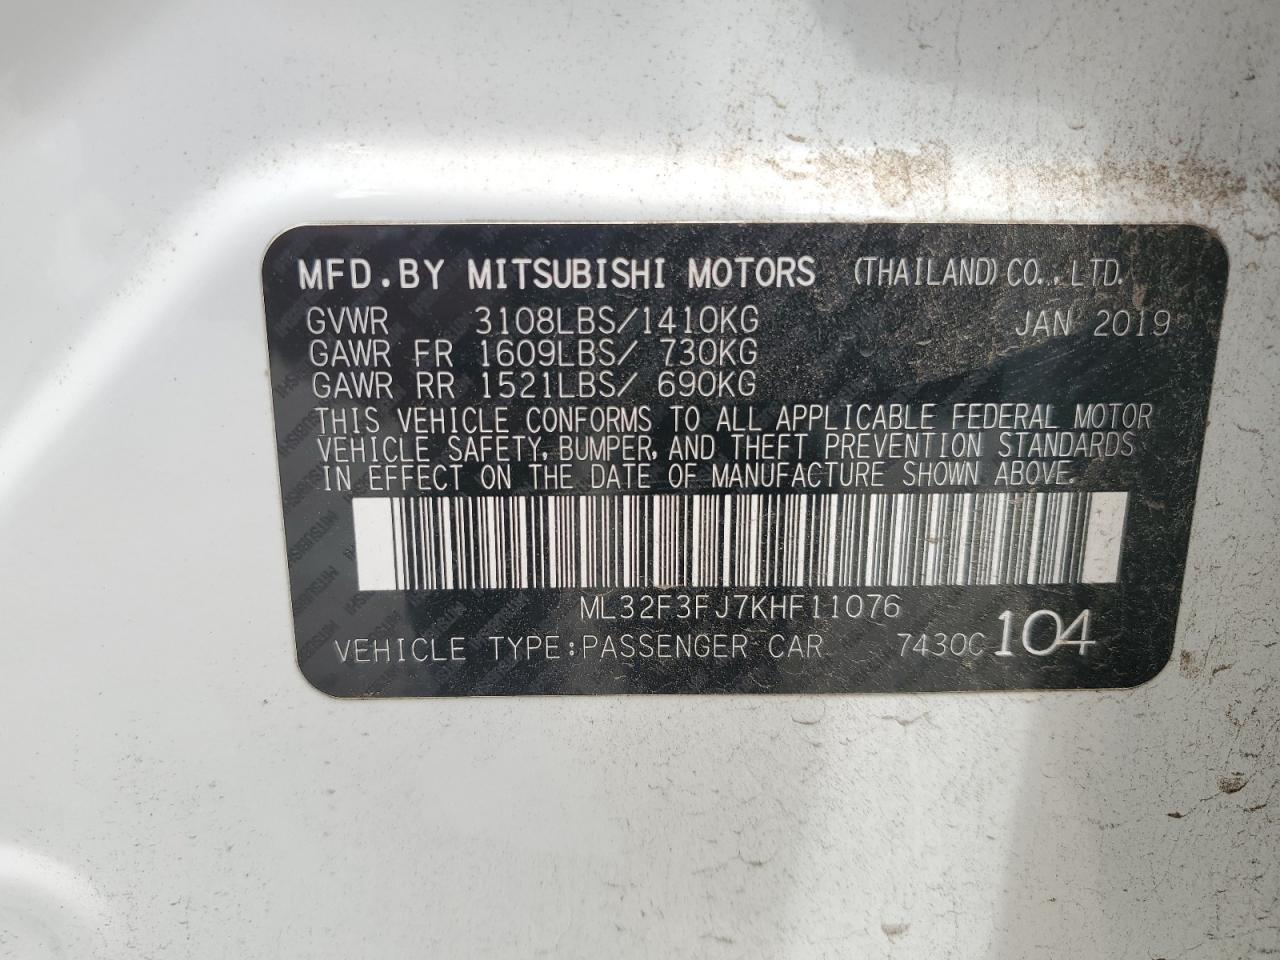 MFD.BY MITSUBISHI MOTORS (THAILAND) CO., LTD.
GVWR 3108LBS/1410KG JAN 2019
GAWR FR 1609LBS/ 730KG
GAWR RR 1521LBS/ 690KG
THIS VEHICLE CONFORMS TO ALL APPLICABLE FEDERAL MOTOR
VEHICLE SAFETY, BUMPER, AND THEFT PREVENTION STANDARDS
IN EFFECT ON THE DATE OF MANUFACTURE SHOWN ABOVE.
ML32F3FJ7KHF11076
VEHICLE TYPE:PASSENGER CAR 7430C 104